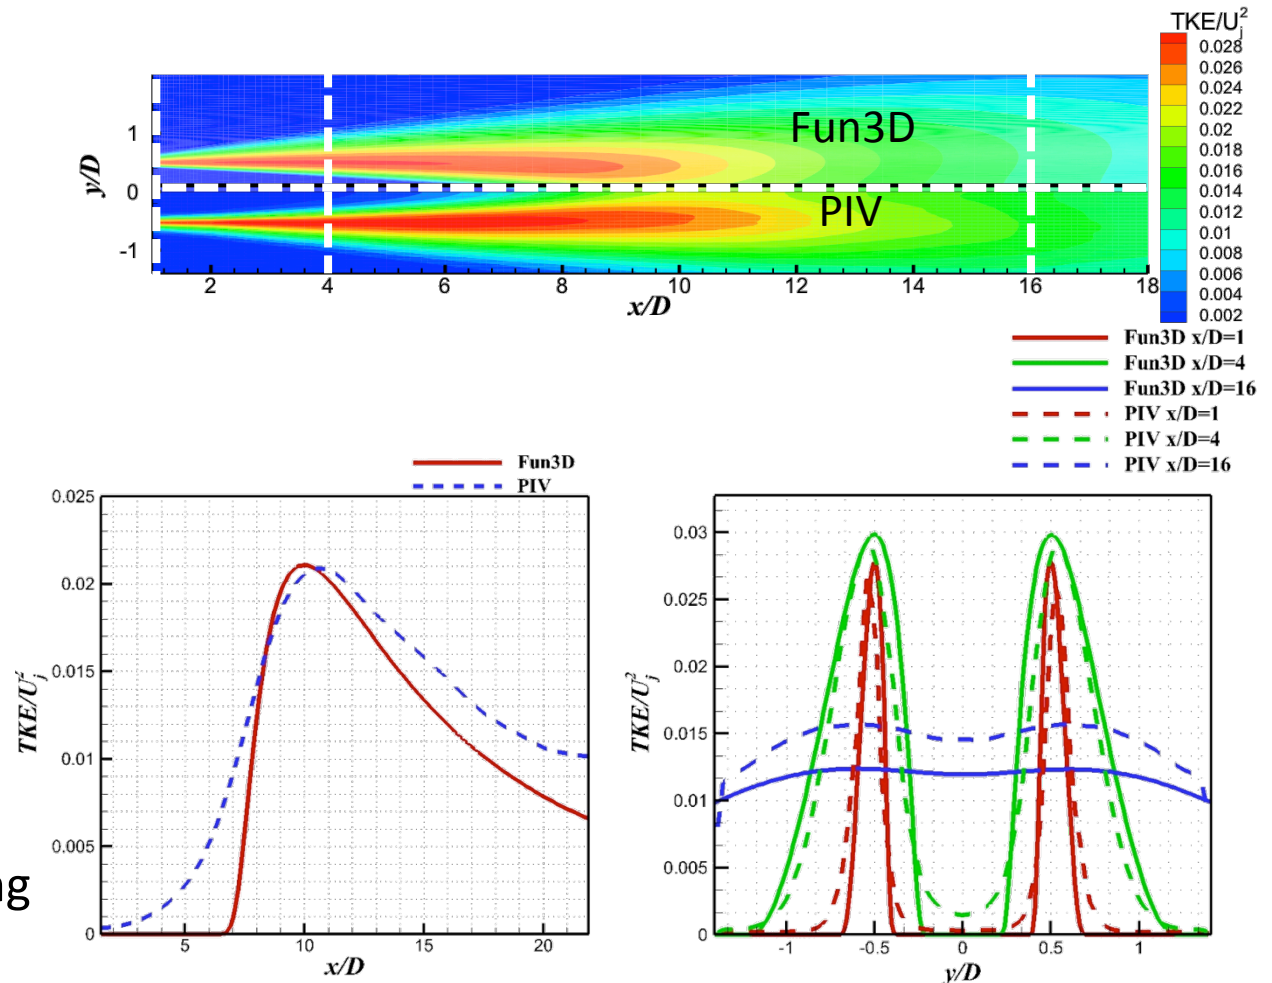 TKE/U_j^2
0.028
0.026
0.024
0.022
0.02
0.018
0.016
0.014
0.012
0.01
0.008
0.006
0.004
0.002
Fun3D
PIV
y/D
1
0
-1
2 4 6 8 10 12 14 16 18
x/D
Fun3D x/D=1
Fun3D x/D=4
Fun3D x/D=16
PIV x/D=1
PIV x/D=4
PIV x/D=16
Fun3D
PIV
TKE/U_j^2
0.025
0.02
0.015
0.01
0.005
0
5 10 15 20
x/D
ng
TKE/U_j^2
0.03
0.025
0.02
0.015
0.01
0.005
0
-1 -0.5 0 0.5 1
y/D